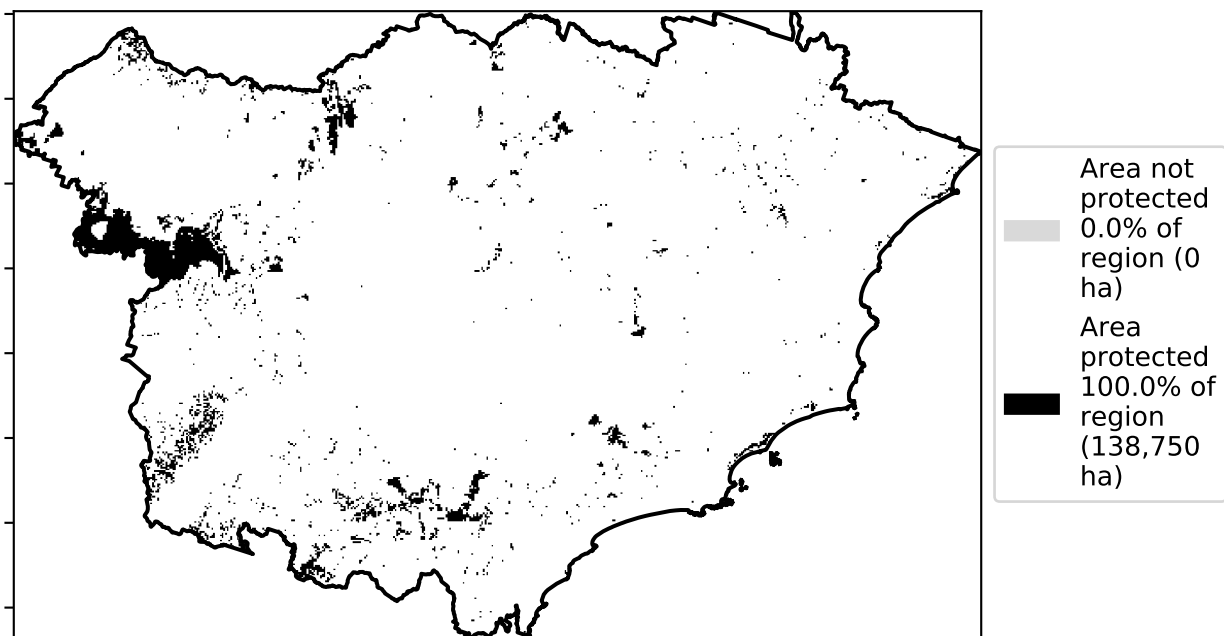 Area not
protected
0.0% of
region (0
ha)
Area
protected
100.0% of
region
(138,750
ha)